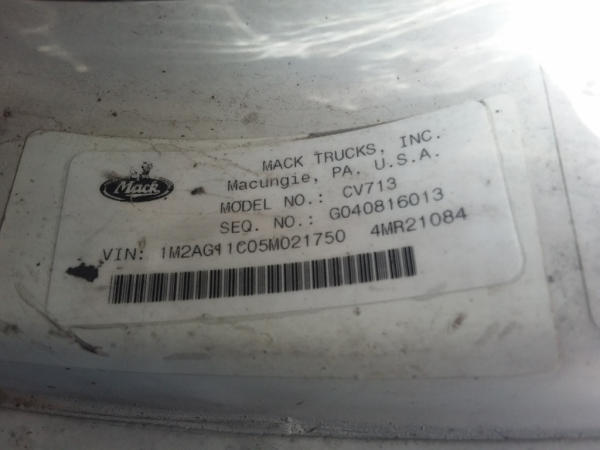 MACK TRUCKS, INC.
Macungie, PA. U.S.A.
Mack
MODEL NO.: CV713
SEQ. NO.: G040816013
VIN: 1M2AG11C05M021750 4MR21084